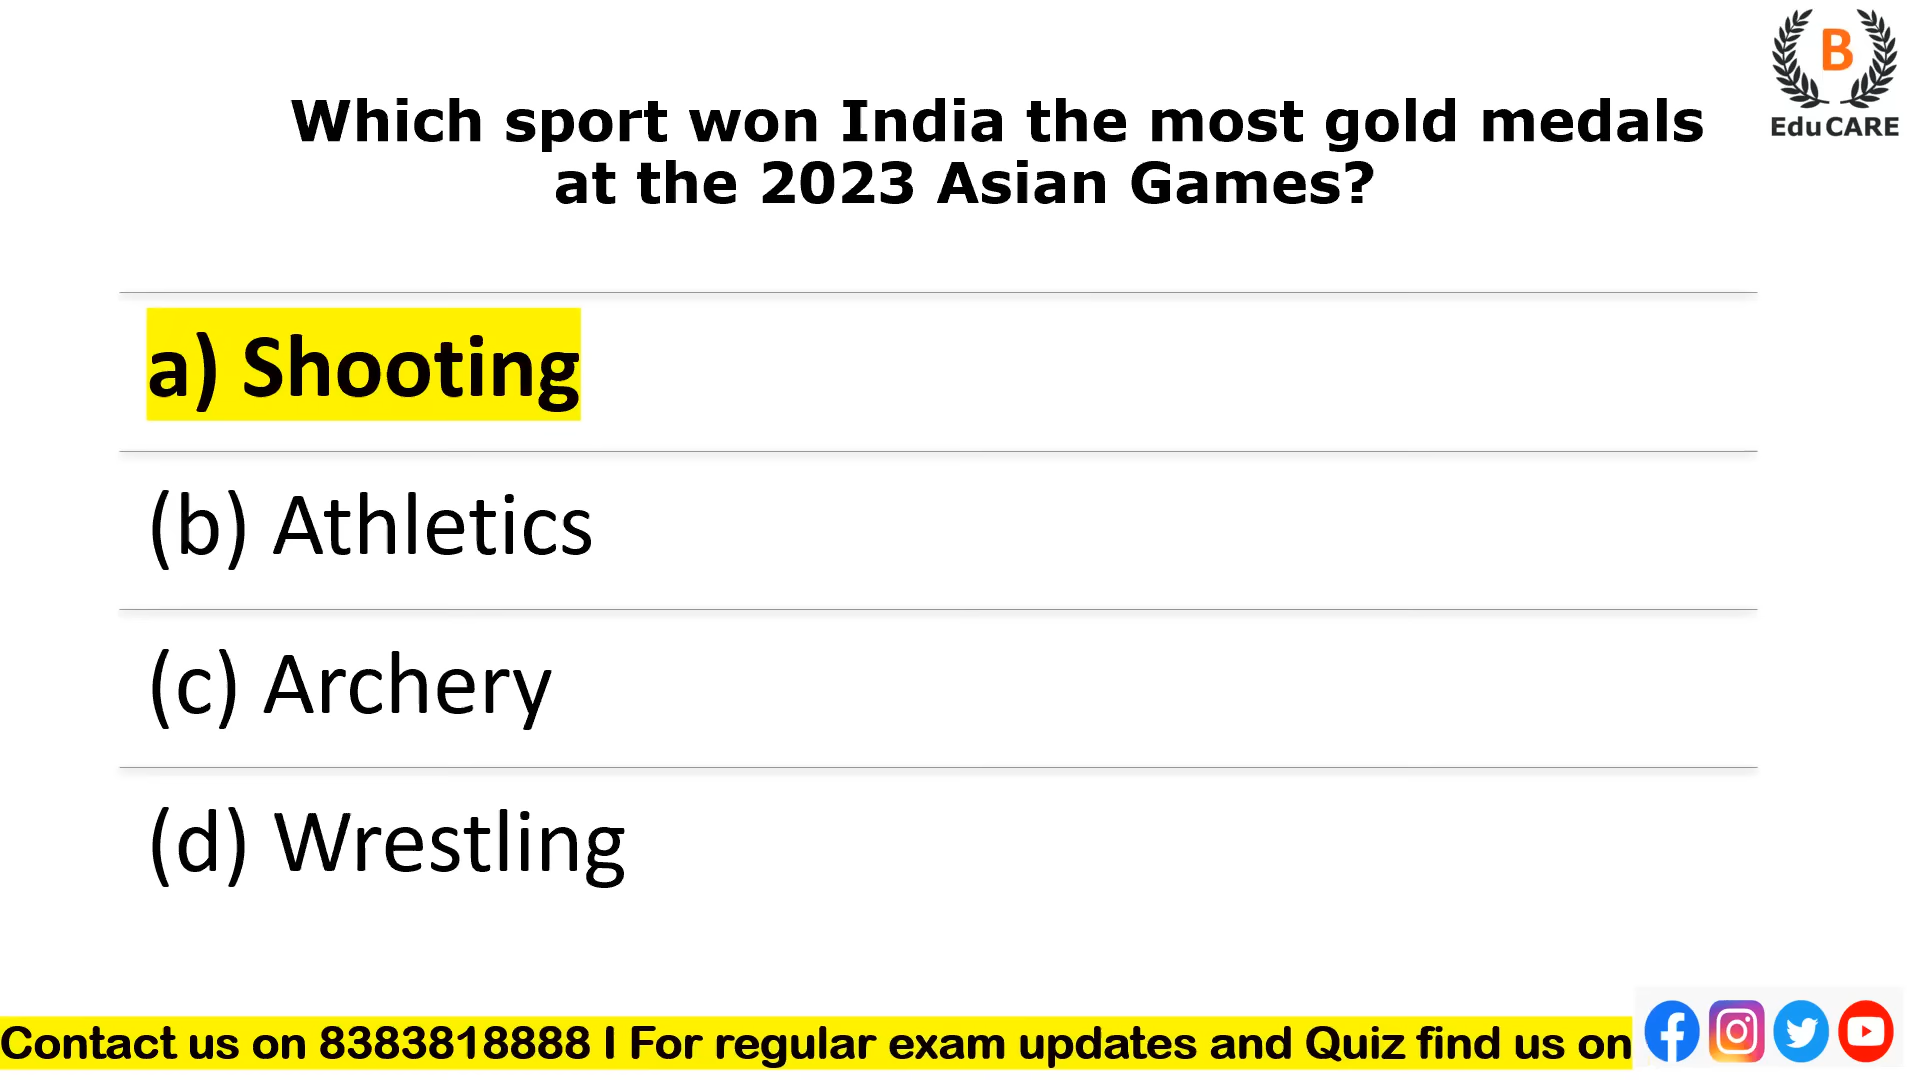 B
EduCARE
Which sport won India the most gold medals
at the 2023 Asian Games?
a) Shooting
(b) Athletics
(c) Archery
(d) Wrestling
Contact us on 8383818888 I For regular exam updates and Quiz find us on